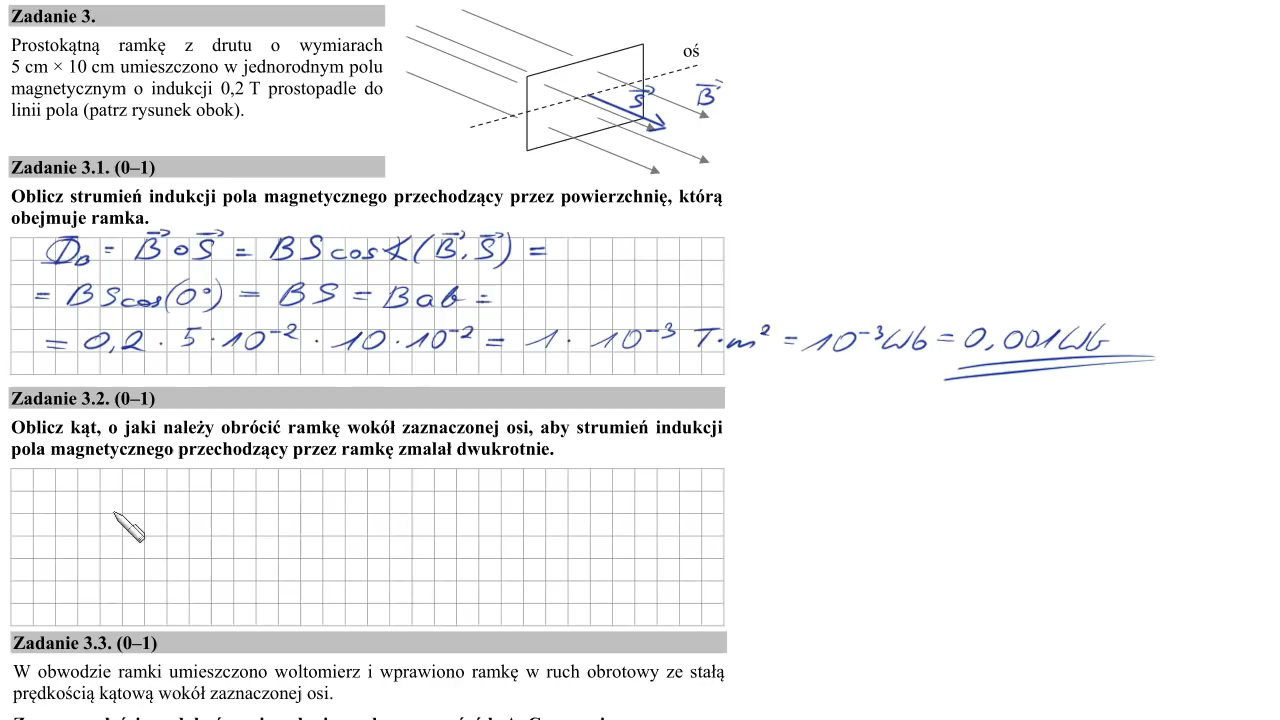 Zadanie 3.
Prostokątną ramkę z drutu o wymiarach
5 cm × 10 cm umieszczono w jednorodnym polu
magnetycznym o indukcji 0,2 T prostopadle do
linii pola (patrz rysunek obok).
oś
S⃗
B⃗
Zadanie 3.1. (0–1)
Oblicz strumień indukcji pola magnetycznego przechodzący przez powierzchnię, którą
obejmuje ramka.
Φ_B = B⃗ ∘ S⃗ = B S cos ∡(B⃗, S⃗) =
= B S cos(0°) = B S = B a b =
= 0,2 · 5 · 10⁻² · 10 · 10⁻² = 1 · 10⁻³ T·m² = 10⁻³ Wb = 0,001 Wb
Zadanie 3.2. (0–1)
Oblicz kąt, o jaki należy obrócić ramkę wokół zaznaczonej osi, aby strumień indukcji
pola magnetycznego przechodzący przez ramkę zmalał dwukrotnie.
Zadanie 3.3. (0–1)
W obwodzie ramki umieszczono woltomierz i wprawiono ramkę w ruch obrotowy ze stałą
prędkością kątową wokół zaznaczonej osi.